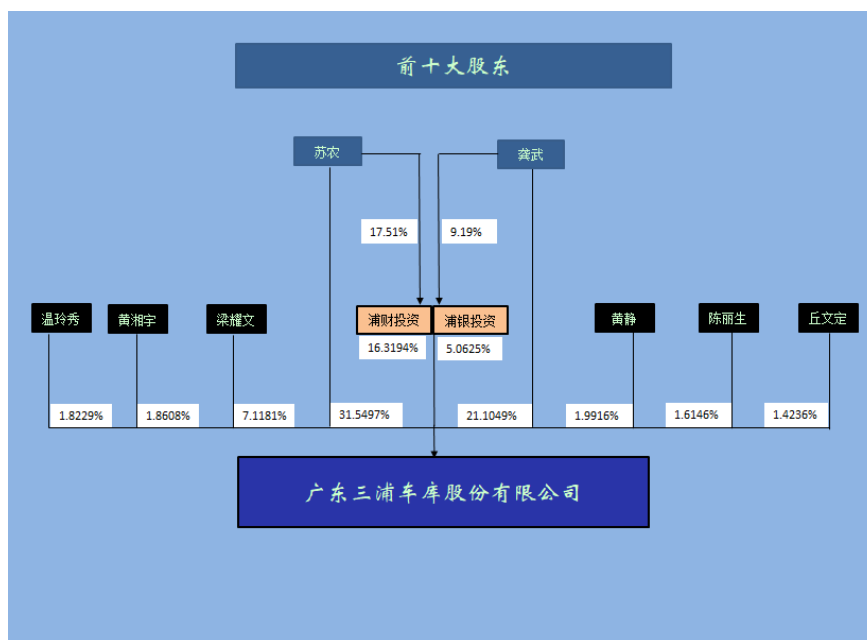 前十大股东
苏农
龚武
17.51%
9.19%
温玲秀
黄湘宇
梁耀文
浦财投资
浦银投资
黄静
陈丽生
丘文定
16.3194%
5.0625%
1.8229%
1.8608%
7.1181%
31.5497%
21.1049%
1.9916%
1.6146%
1.4236%
广东三浦车库股份有限公司